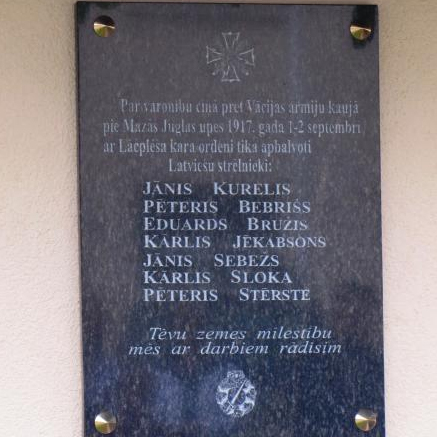 Par varonību cīņā pret Vācijas armiju kaujā
pie Mazās Juglas upes 1917. gada 1-2 septembrī
ar Lāčplēša kara ordeni tika apbalvoti
Latviešu strēlnieki:
JĀNIS KURELIS
PĒTERIS BEBRIŠS
EDUARDS BRUZIS
KĀRLIS JĒKABSONS
JĀNIS SEBEŽS
KĀRLIS SLOKA
PĒTERIS STĒRSTE
Tēvu zemes mīlestību
mēs ar darbiem rādīsim